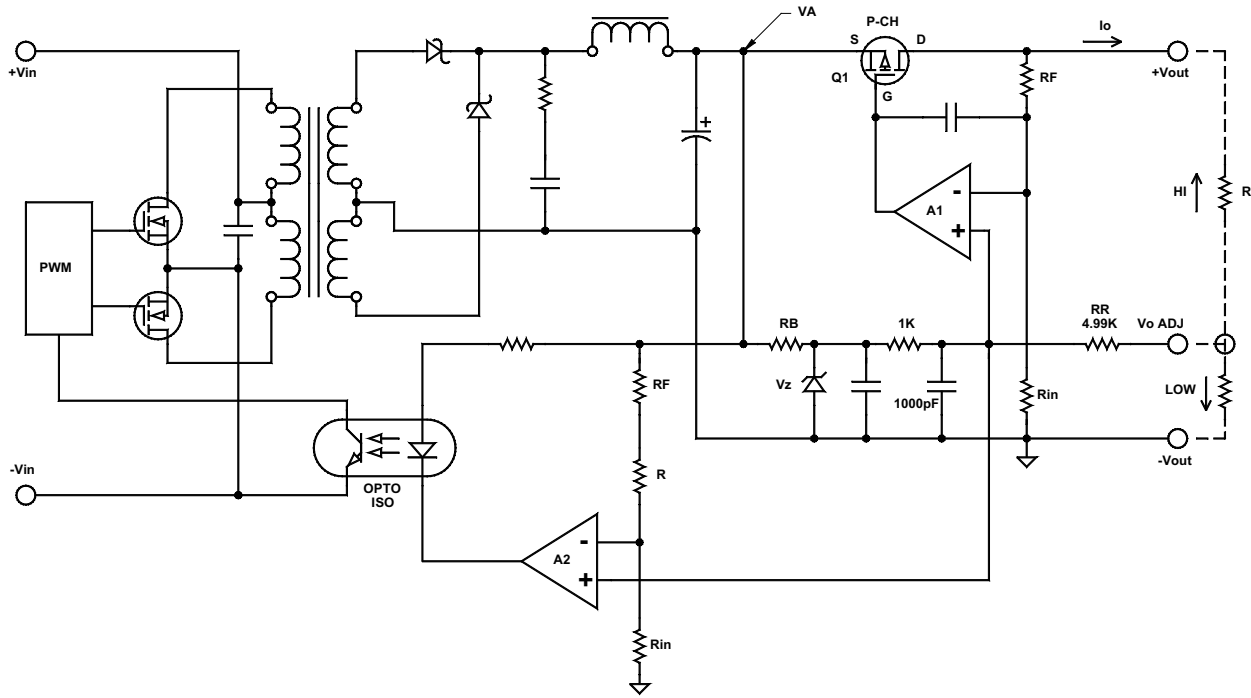 VA
P-CH
Io
S
D
+Vin
Q1
RF
+Vout
G
+
HI
R
-
A1
+
PWM
RR
4.99K
Vo ADJ
RB
1K
LOW
Vz
RF
1000pF
Rin
-Vin
OPTO
ISO
R
-Vout
-
A2
+
Rin